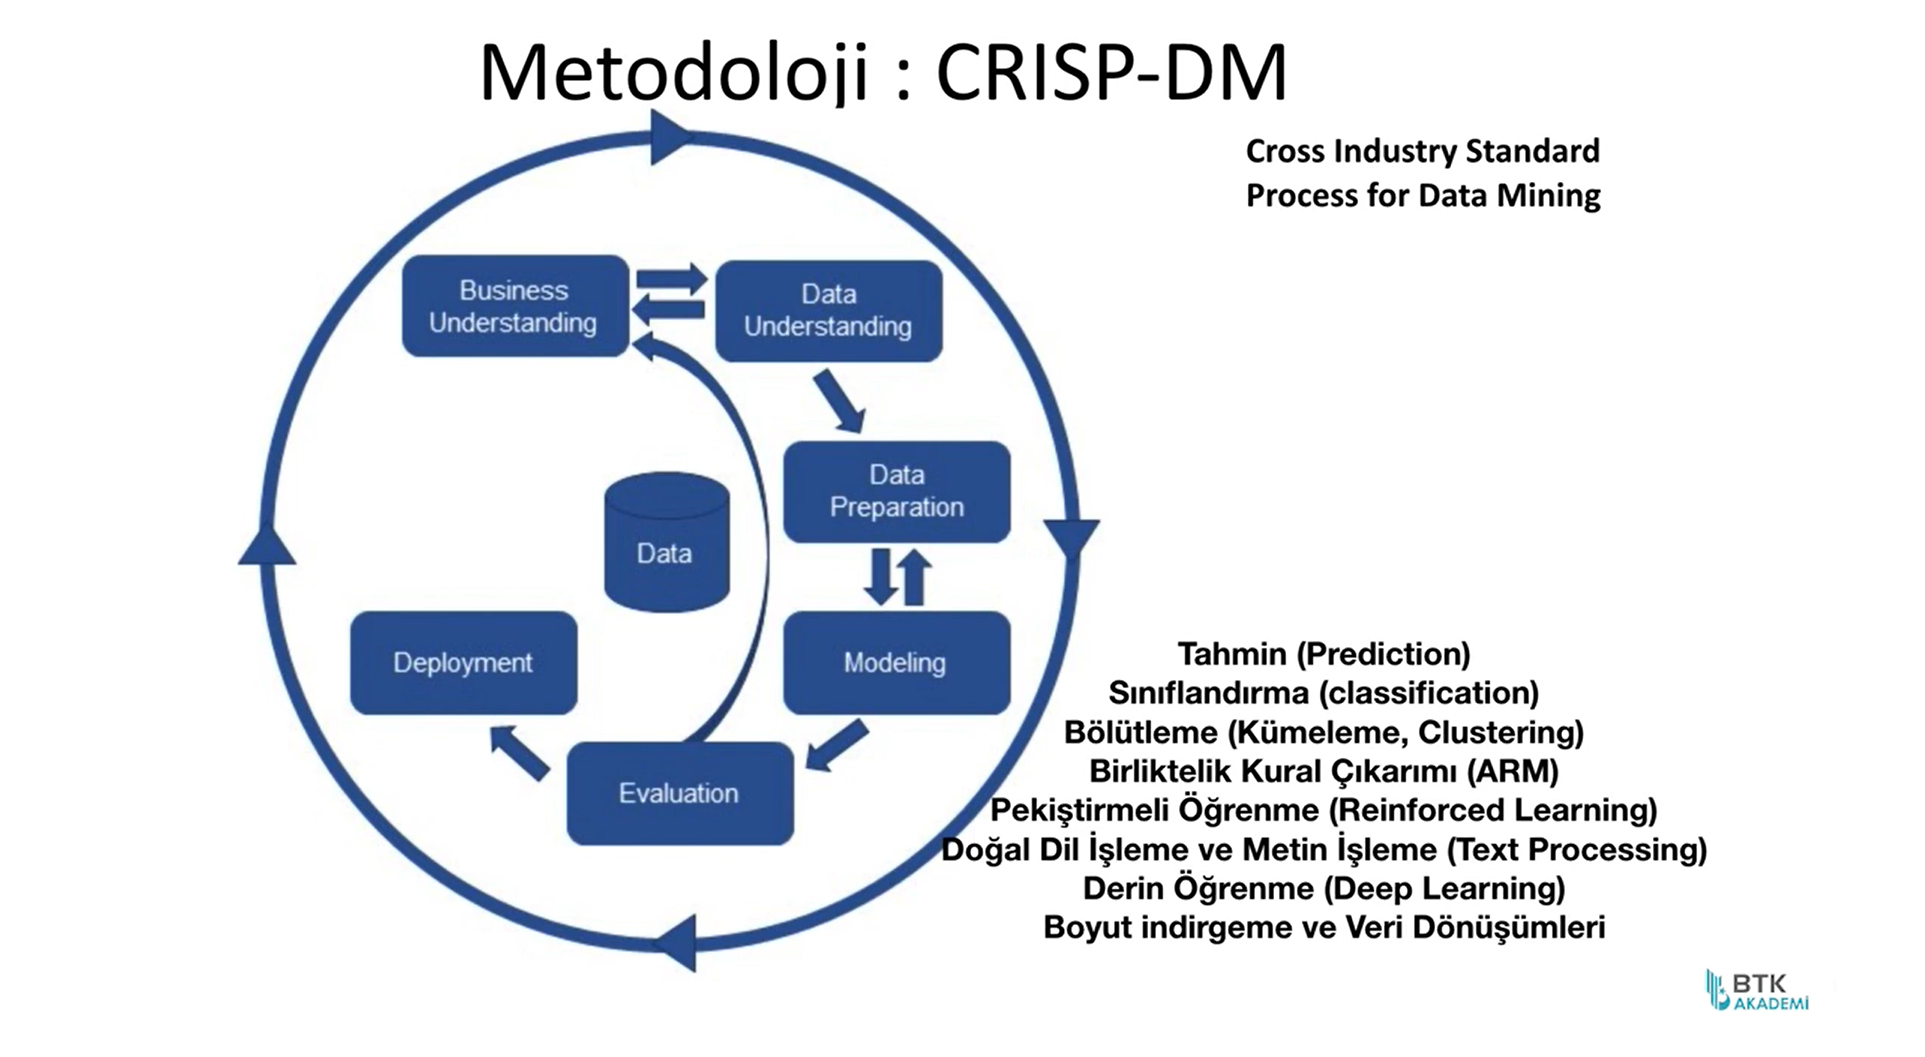 Metodoloji : CRISP-DM
Cross Industry Standard
Process for Data Mining
Business
Understanding
Data
Understanding
Data
Preparation
Data
Deployment
Modeling
Evaluation
Tahmin (Prediction)
Sınıflandırma (classification)
Bölütleme (Kümeleme, Clustering)
Birliktelik Kural Çıkarımı (ARM)
Pekiştirmeli Öğrenme (Reinforced Learning)
Doğal Dil İşleme ve Metin İşleme (Text Processing)
Derin Öğrenme (Deep Learning)
Boyut indirgeme ve Veri Dönüşümleri
BTK
AKADEMİ